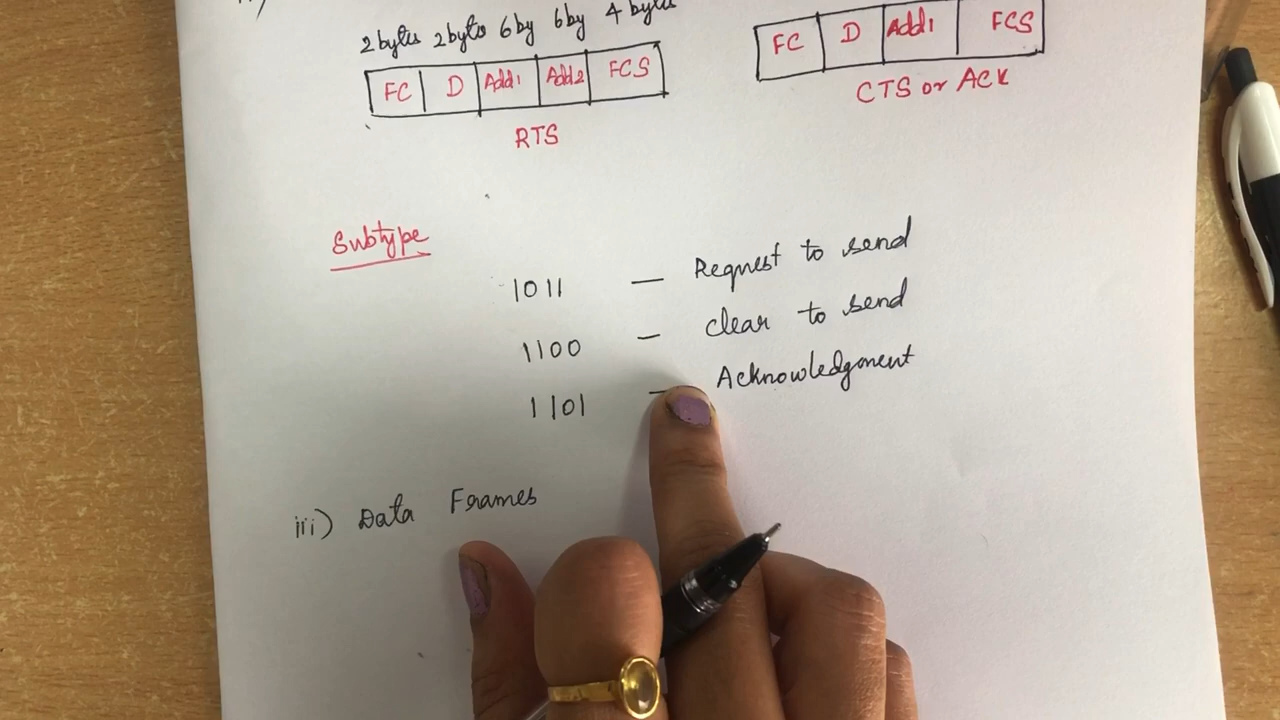 2 bytes 2 byts 6 by 6 by 4 bytes
FC D Add1 Add2 FCS
RTS
FC D Add1 FCS
CTS or ACK
Subtype
1011 — Request to send
1100 — clear to send
1101 — Acknowledgment
iii) Data Frames